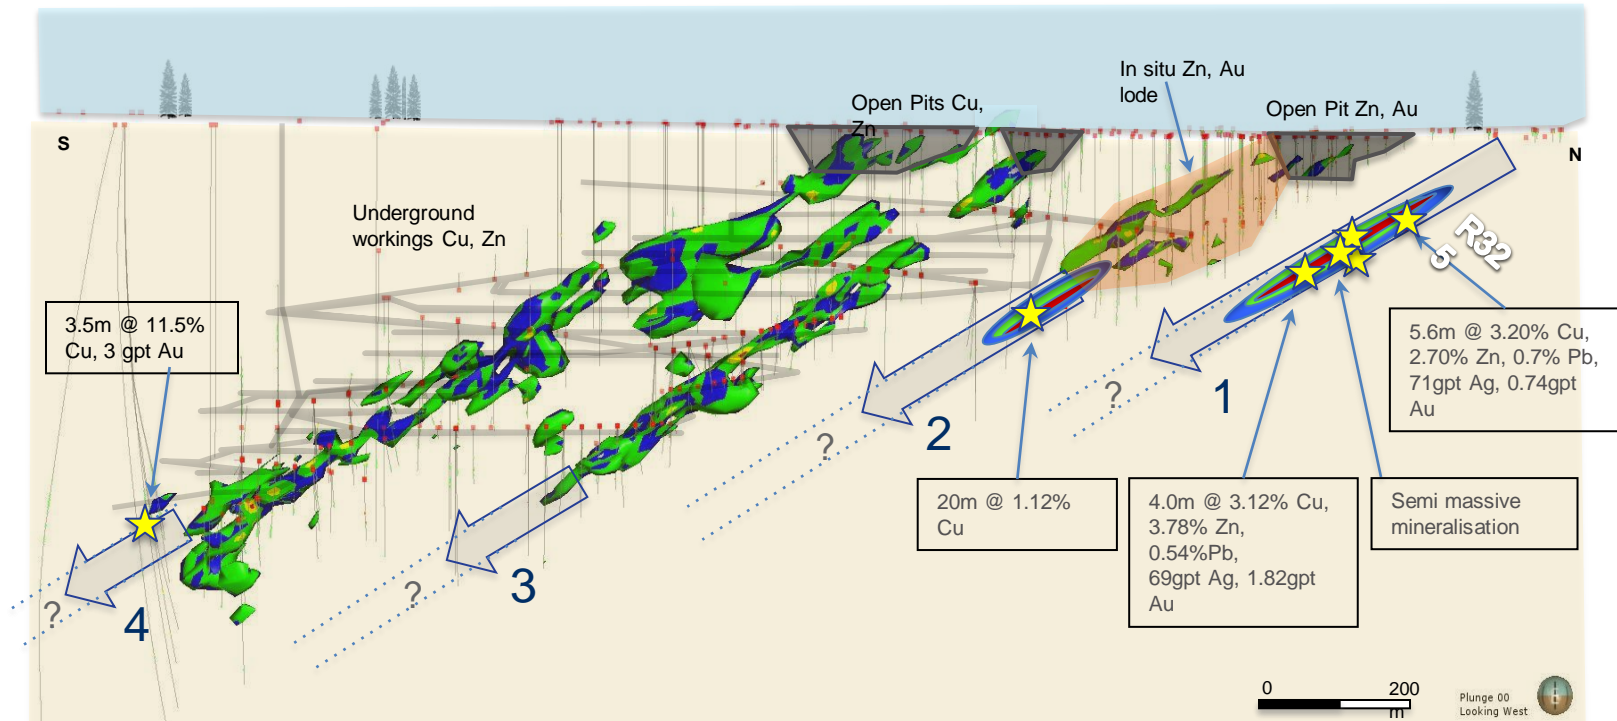 In situ Zn, Au
lode
Open Pits Cu,
Zn
Open Pit Zn, Au
S
N
Underground
workings Cu, Zn
R32
5
3.5m @ 11.5%
Cu, 3 gpt Au
5.6m @ 3.20% Cu,
2.70% Zn, 0.7% Pb,
71gpt Ag, 0.74gpt
Au
1
?
2
?
20m @ 1.12%
Cu
4.0m @ 3.12% Cu,
3.78% Zn,
0.54%Pb,
69gpt Ag, 1.82gpt
Au
Semi massive
mineralisation
3
?
4
?
0
200
m
Plunge 00
Looking West